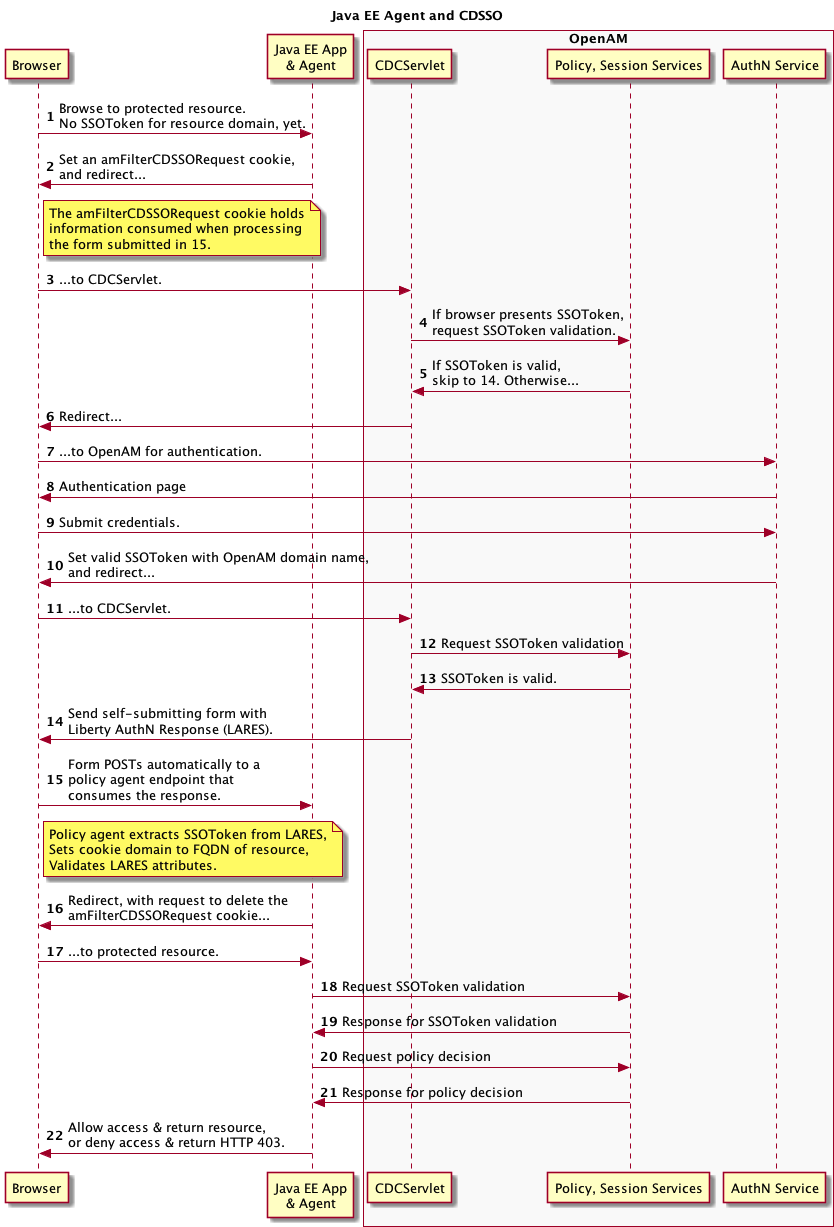 Java EE Agent and CDSSO
OpenAM
Browser
Java EE App
& Agent
CDCServlet
Policy, Session Services
AuthN Service
1 Browse to protected resource.
No SSOToken for resource domain, yet.
2 Set an amFilterCDSSORequest cookie,
and redirect...
The amFilterCDSSORequest cookie holds
information consumed when processing
the form submitted in 15.
3 ...to CDCServlet.
4 If browser presents SSOToken,
request SSOToken validation.
5 If SSOToken is valid,
skip to 14. Otherwise...
6 Redirect...
7 ...to OpenAM for authentication.
8 Authentication page
9 Submit credentials.
10 Set valid SSOToken with OpenAM domain name,
and redirect...
11 ...to CDCServlet.
12 Request SSOToken validation
13 SSOToken is valid.
14 Send self-submitting form with
Liberty AuthN Response (LARES).
15 Form POSTs automatically to a
policy agent endpoint that
consumes the response.
Policy agent extracts SSOToken from LARES,
Sets cookie domain to FQDN of resource,
Validates LARES attributes.
16 Redirect, with request to delete the
amFilterCDSSORequest cookie...
17 ...to protected resource.
18 Request SSOToken validation
19 Response for SSOToken validation
20 Request policy decision
21 Response for policy decision
22 Allow access & return resource,
or deny access & return HTTP 403.
Browser
Java EE App
& Agent
CDCServlet
Policy, Session Services
AuthN Service